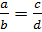 a/b = c/d